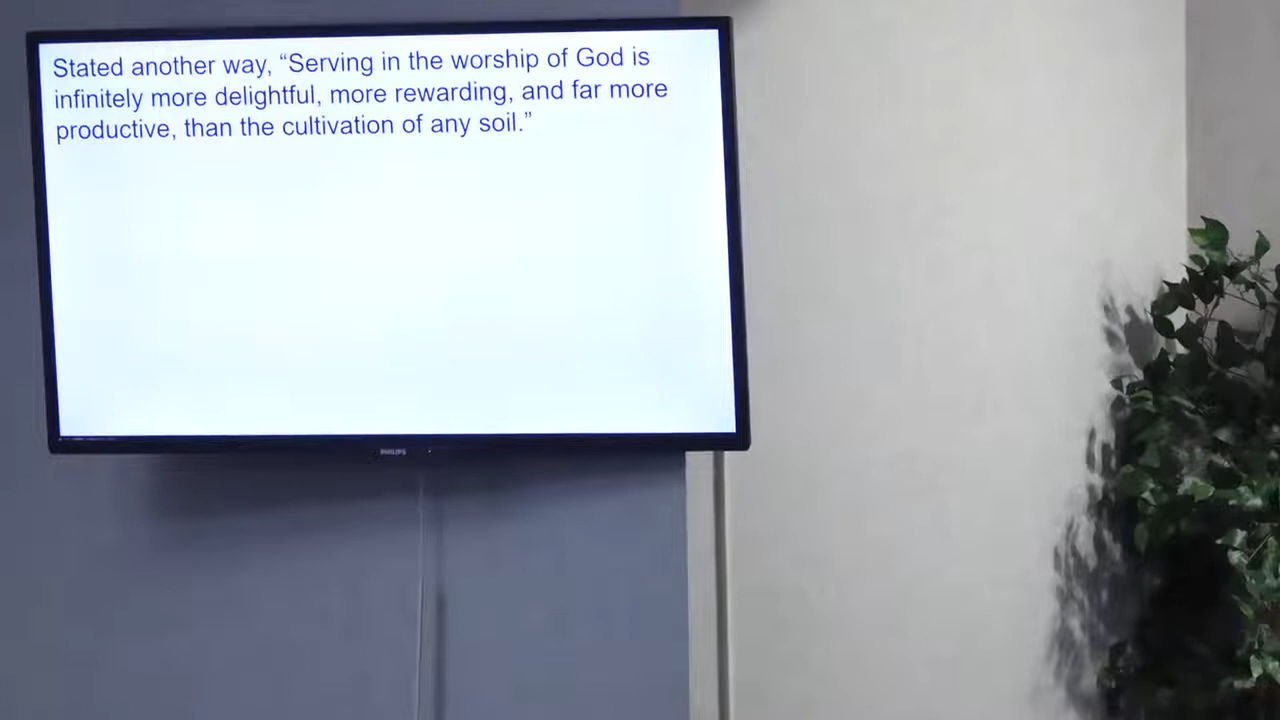 Stated another way, “Serving in the worship of God is
infinitely more delightful, more rewarding, and far more
productive, than the cultivation of any soil.”
PHILIPS